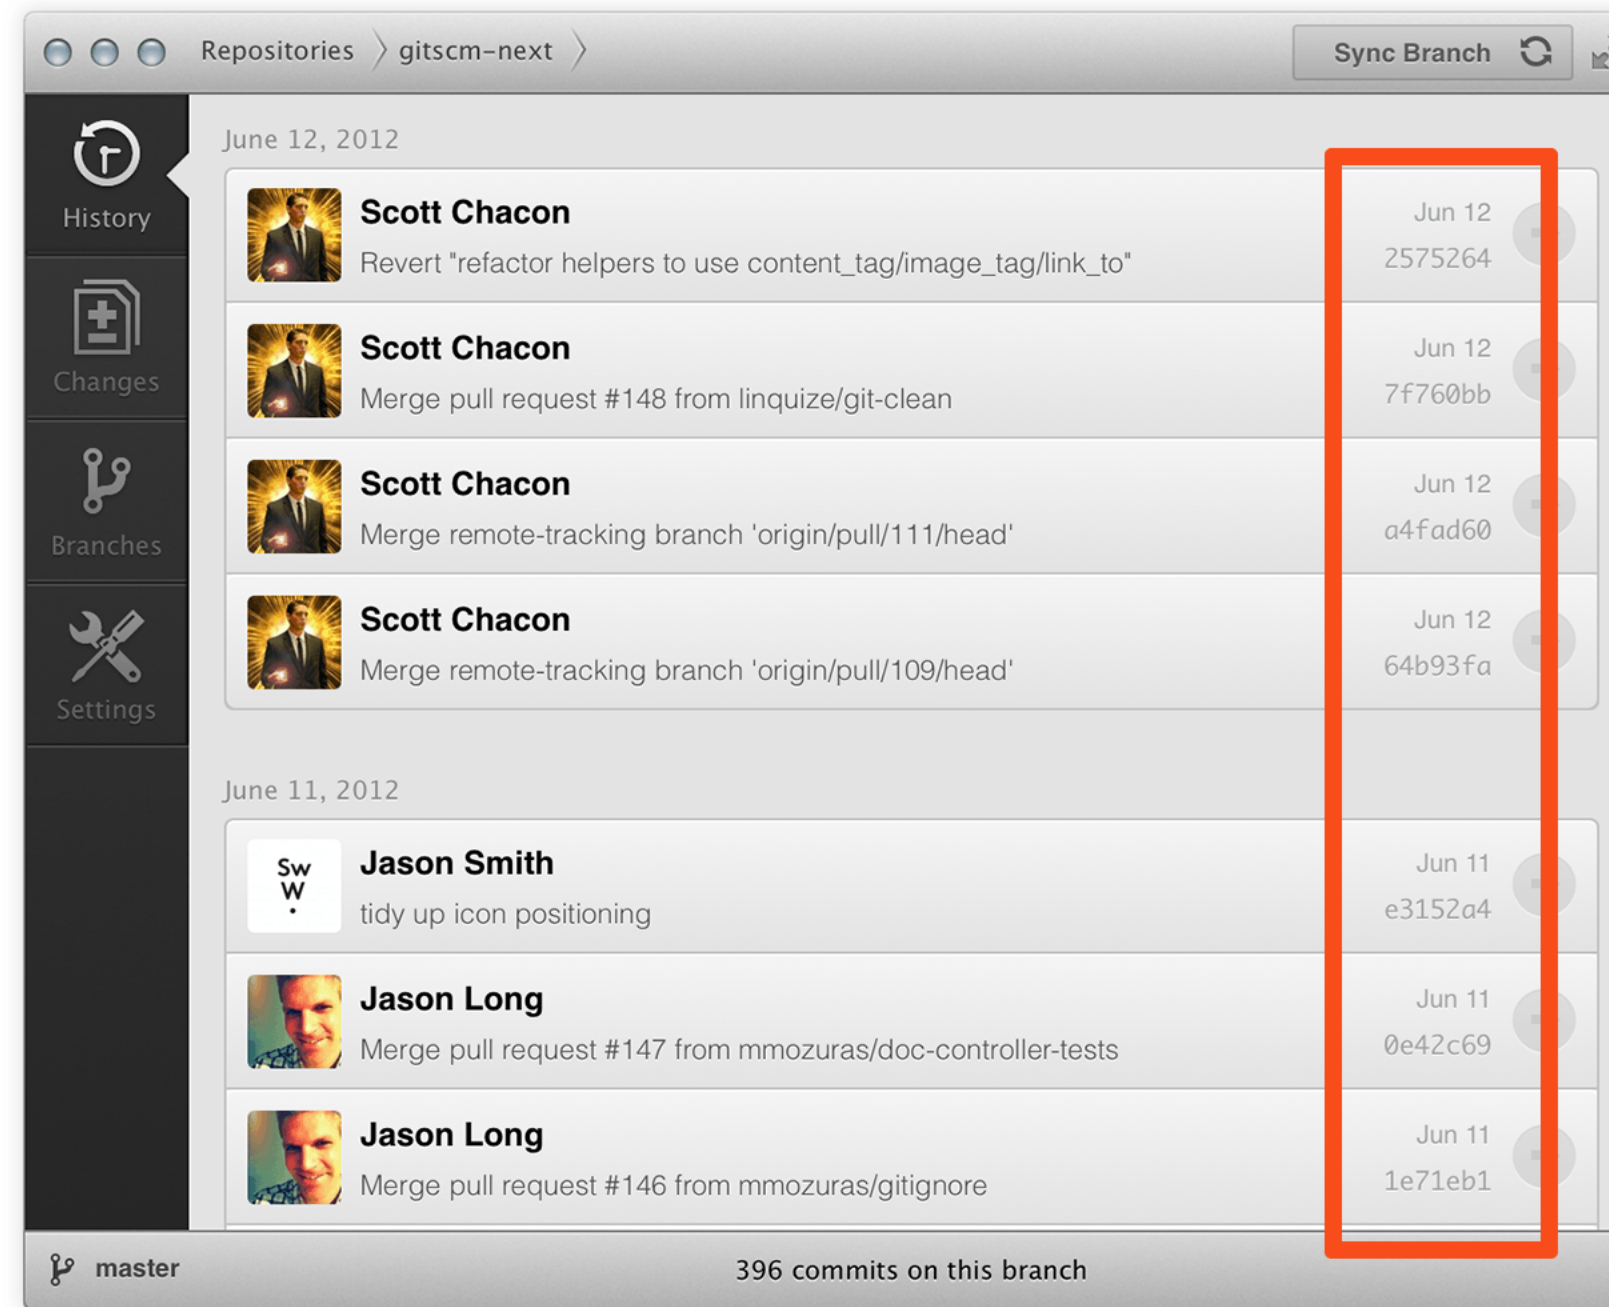 Repositories gitscm-next Sync Branch
History
Changes
Branches
Settings
June 12, 2012
Scott Chacon Jun 12
Revert "refactor helpers to use content_tag/image_tag/link_to" 2575264
Scott Chacon Jun 12
Merge pull request #148 from linquize/git-clean 7f760bb
Scott Chacon Jun 12
Merge remote-tracking branch 'origin/pull/111/head' a4fad60
Scott Chacon Jun 12
Merge remote-tracking branch 'origin/pull/109/head' 64b93fa
June 11, 2012
SW
W
.
Jason Smith Jun 11
tidy up icon positioning e3152a4
Jason Long Jun 11
Merge pull request #147 from mmozuras/doc-controller-tests 0e42c69
Jason Long Jun 11
Merge pull request #146 from mmozuras/gitignore 1e71eb1
master 396 commits on this branch